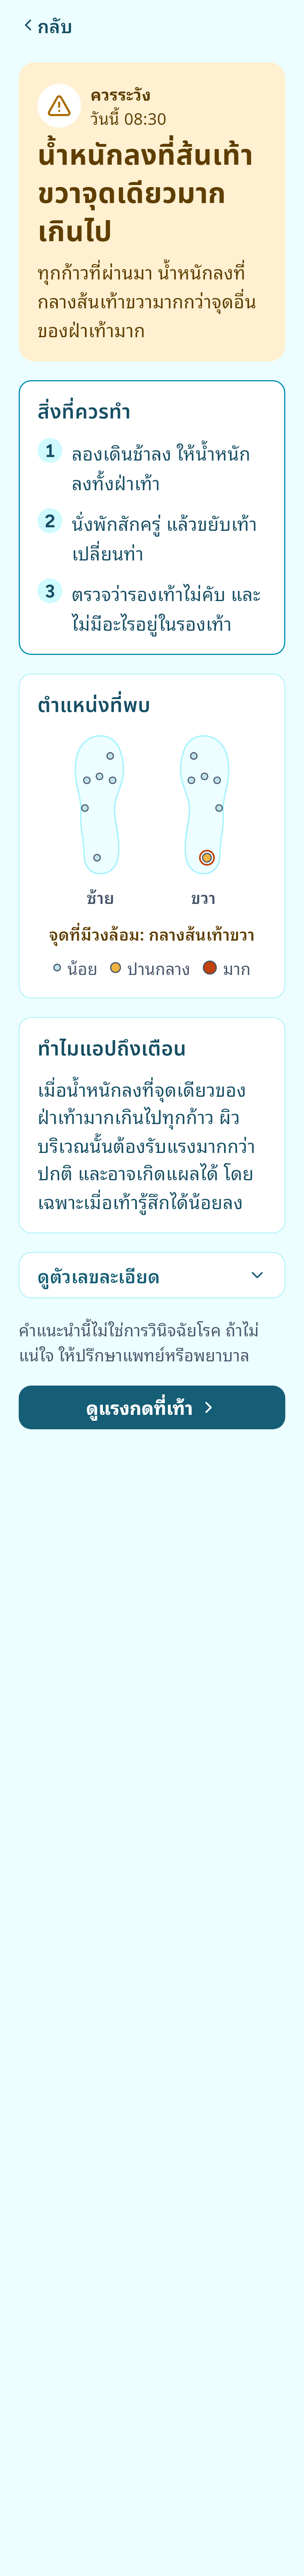 กลับ
ควรระวัง
วันนี้ 08:30
น้ำหนักลงที่ส้นเท้า
ขวาจุดเดียวมาก
เกินไป
ทุกก้าวที่ผ่านมา น้ำหนักลงที่
กลางส้นเท้าขวามากกว่าจุดอื่น
ของฝ่าเท้ามาก
สิ่งที่ควรทำ
1 ลองเดินช้าลง ให้น้ำหนัก
ลงทั้งฝ่าเท้า
2 นั่งพักสักครู่ แล้วขยับเท้า
เปลี่ยนท่า
3 ตรวจว่ารองเท้าไม่คับ และ
ไม่มีอะไรอยู่ในรองเท้า
ตำแหน่งที่พบ
ซ้าย ขวา
จุดที่มีวงล้อม: กลางส้นเท้าขวา
น้อย ปานกลาง มาก
ทำไมแอปถึงเตือน
เมื่อน้ำหนักลงที่จุดเดียวของ
ฝ่าเท้ามากเกินไปทุกก้าว ผิว
บริเวณนั้นต้องรับแรงมากกว่า
ปกติ และอาจเกิดแผลได้ โดย
เฉพาะเมื่อเท้ารู้สึกได้น้อยลง
ดูตัวเลขละเอียด
คำแนะนำนี้ไม่ใช่การวินิจฉัยโรค ถ้าไม่
แน่ใจ ให้ปรึกษาแพทย์หรือพยาบาล
ดูแรงกดที่เท้า